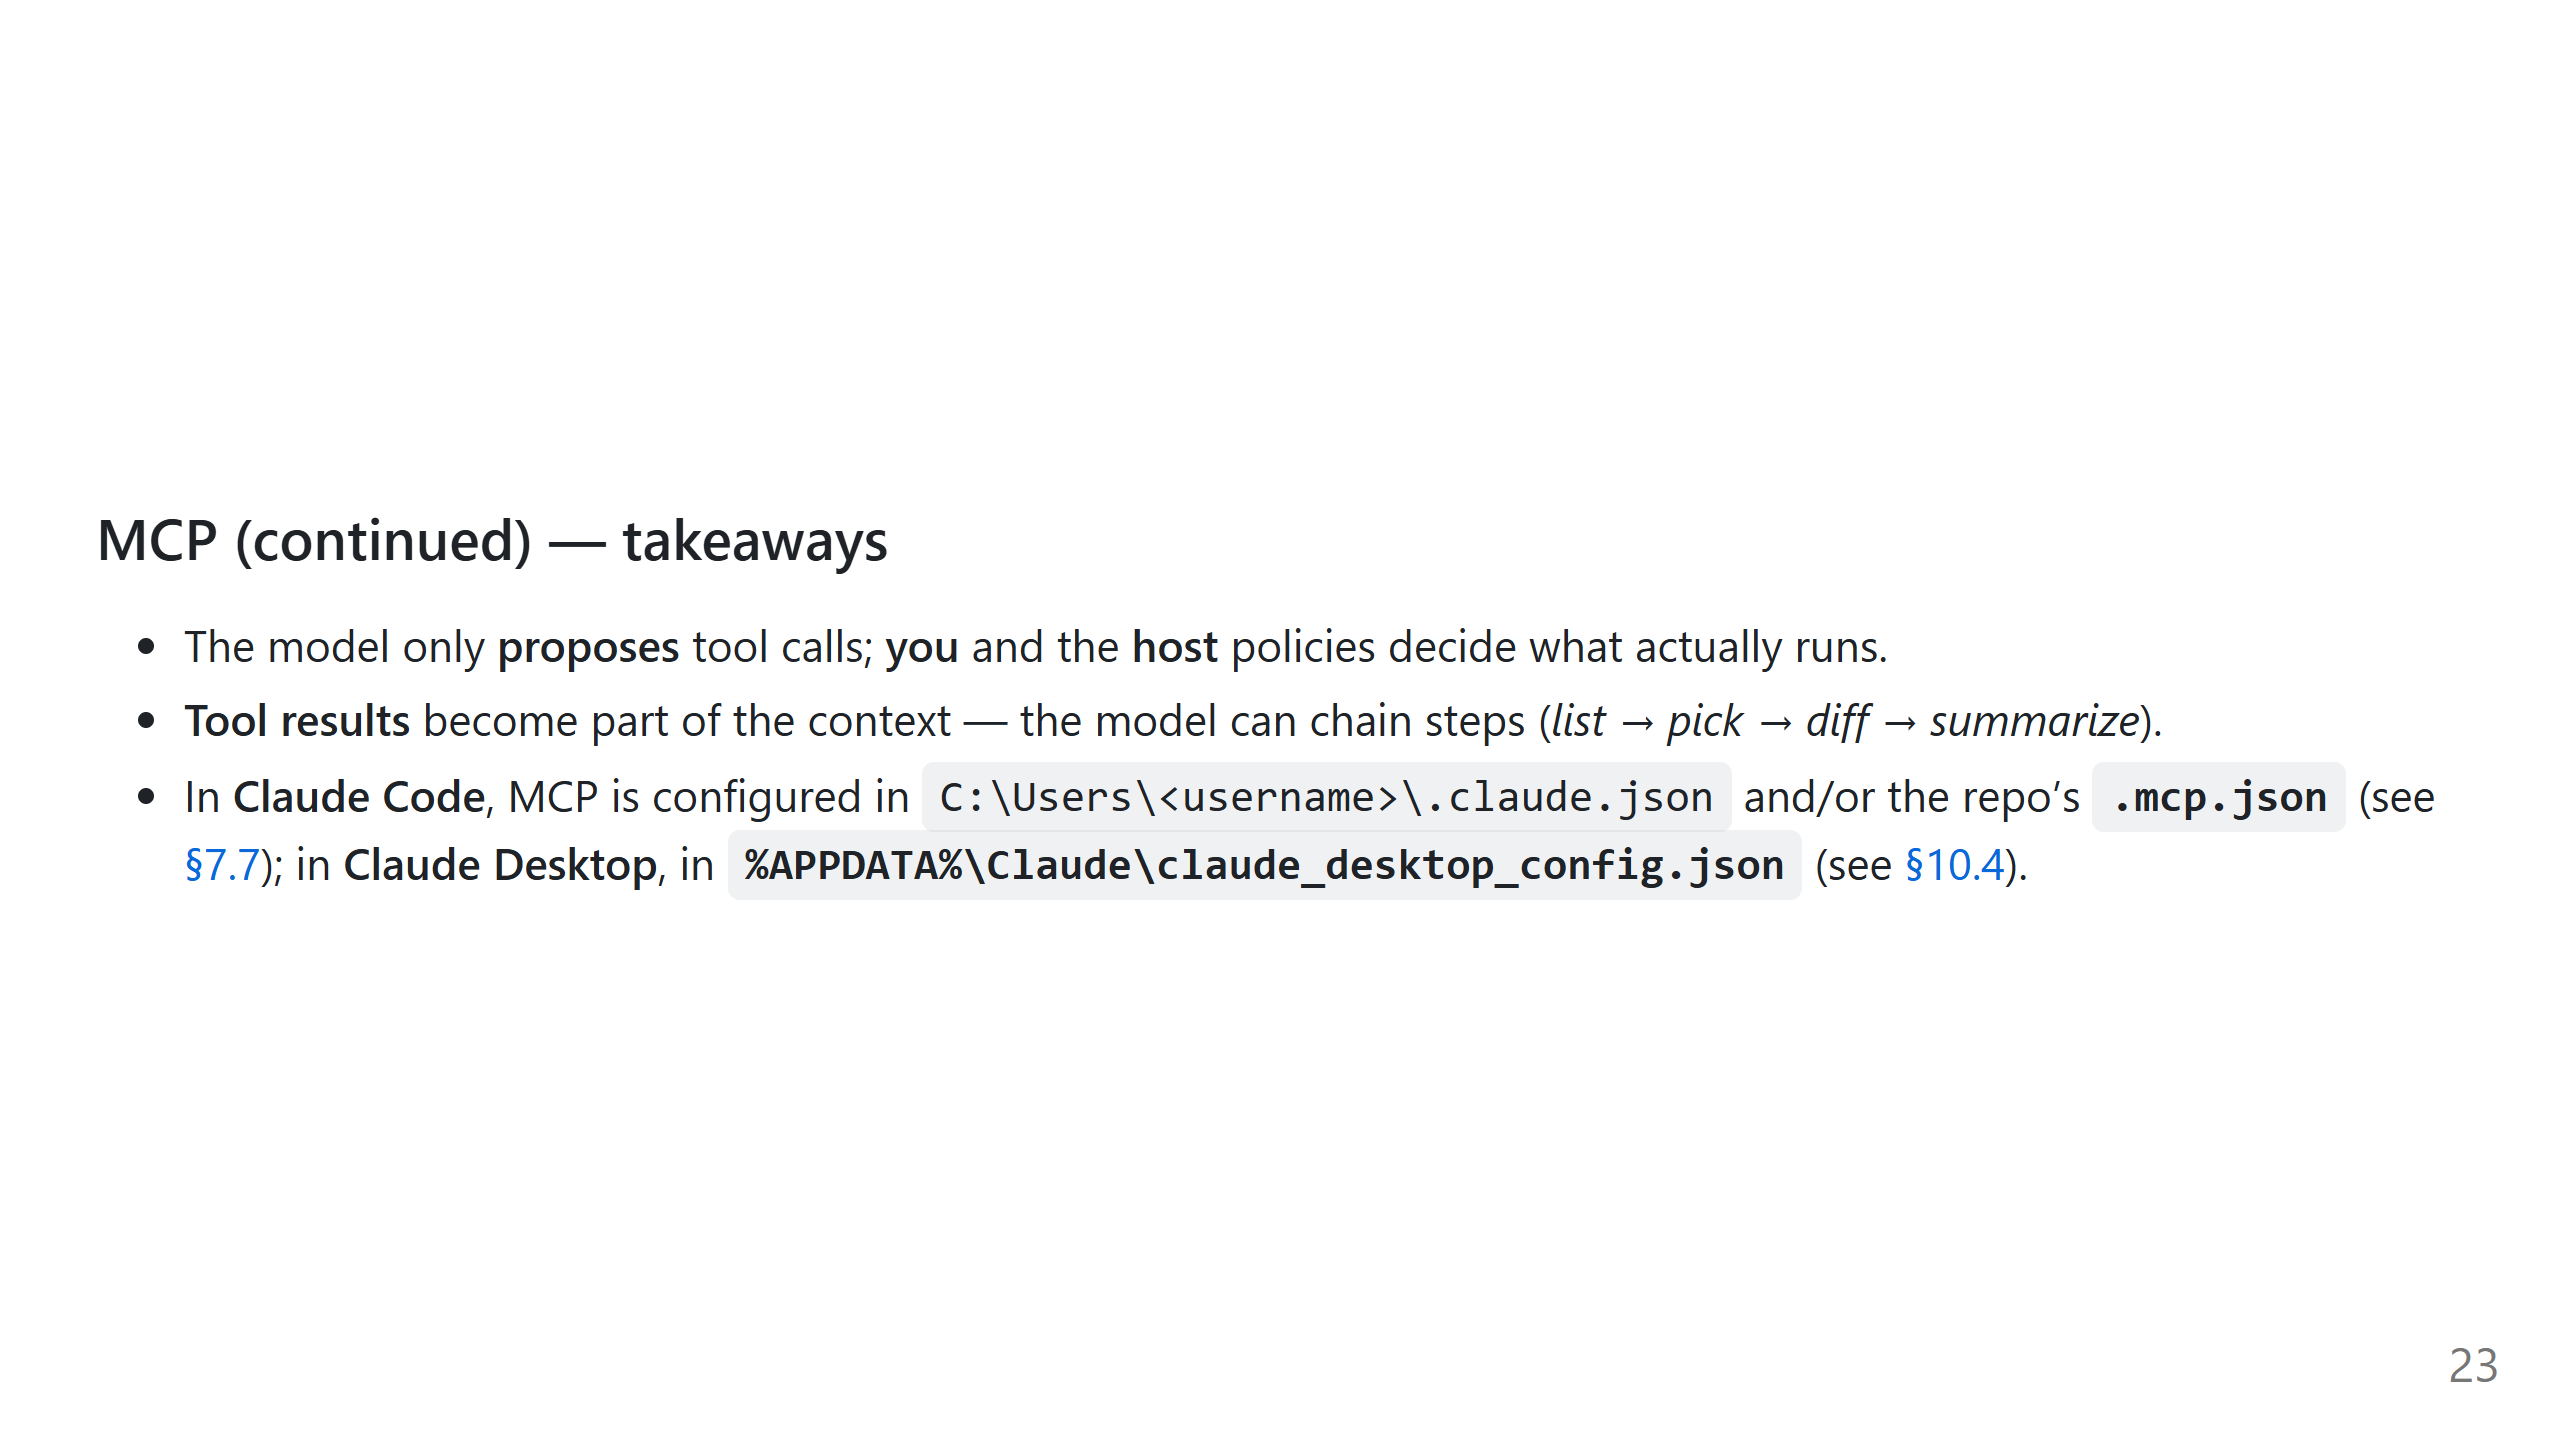 MCP (continued) — takeaways
• The model only proposes tool calls; you and the host policies decide what actually runs.
• Tool results become part of the context — the model can chain steps (list → pick → diff → summarize).
• In Claude Code, MCP is configured in C:\Users\<username>\.claude.json and/or the repo’s .mcp.json (see
§7.7); in Claude Desktop, in %APPDATA%\Claude\claude_desktop_config.json (see §10.4).
23